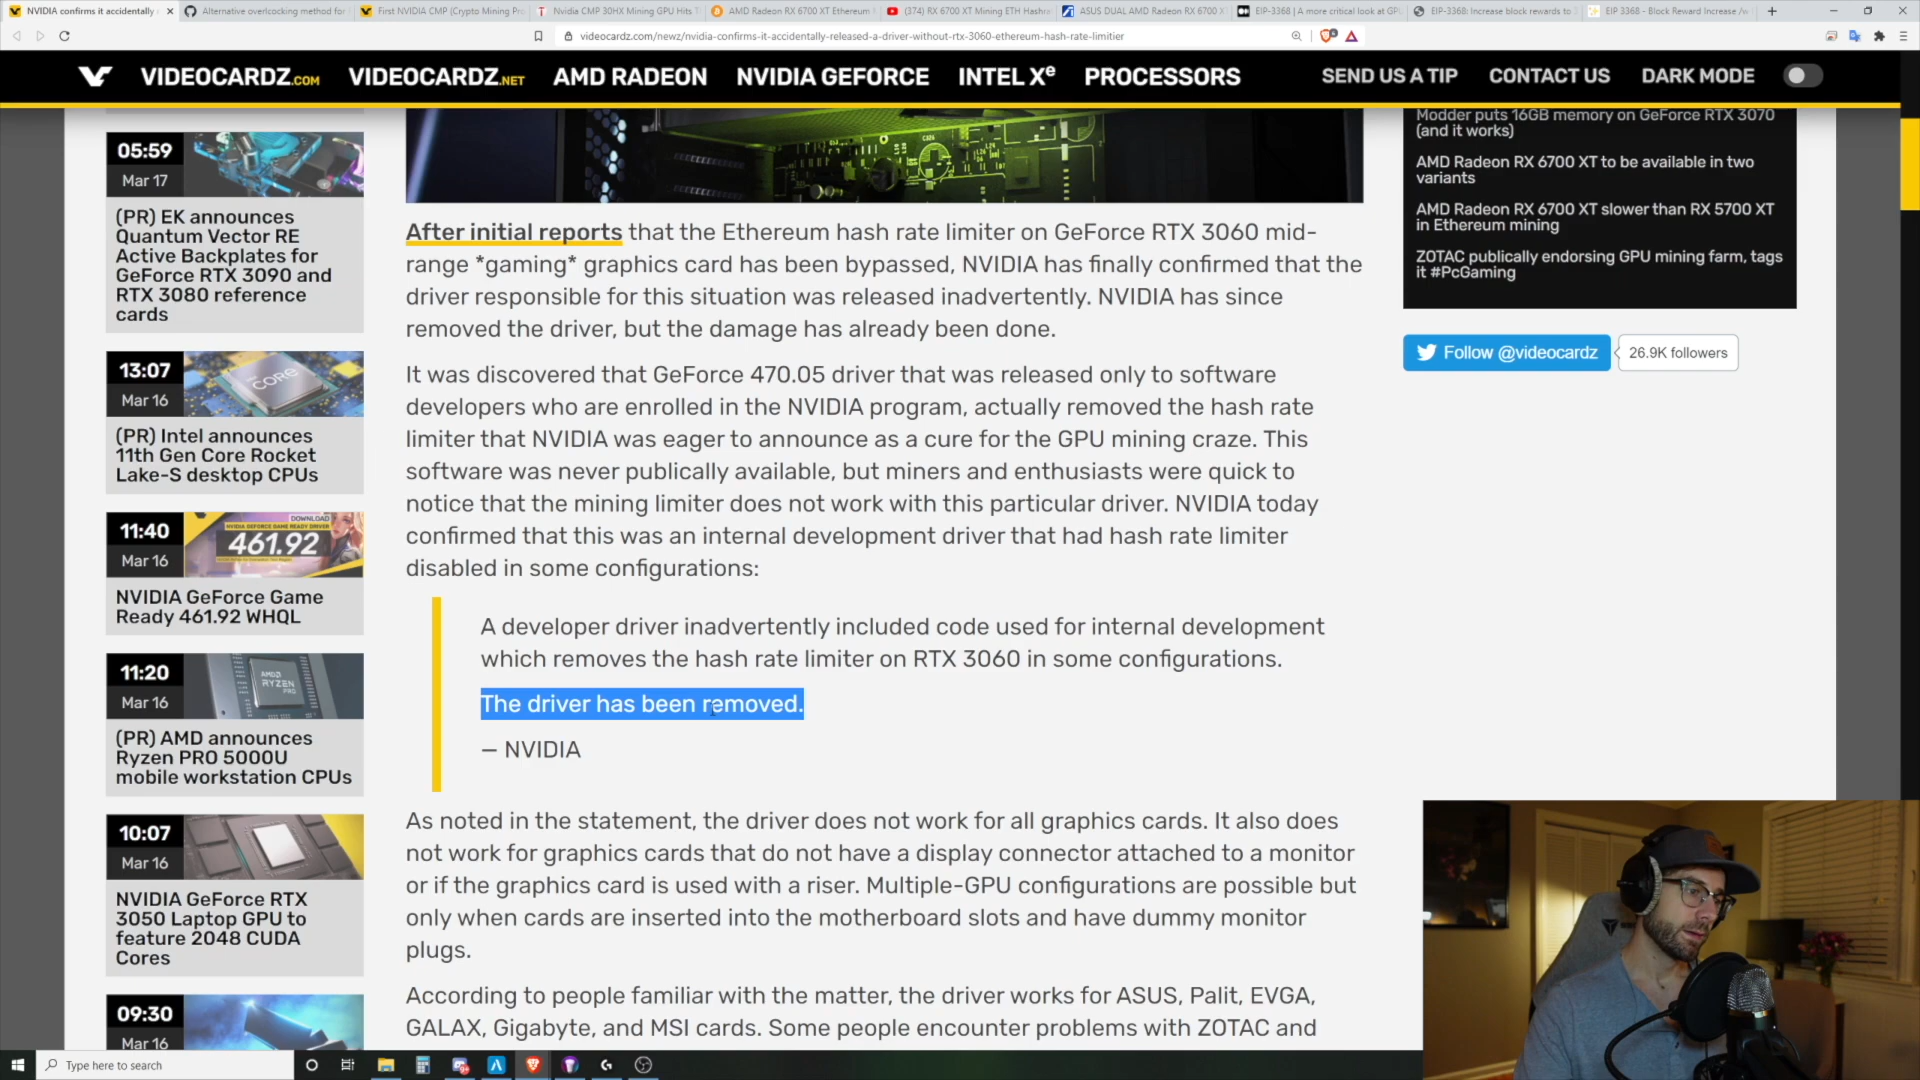 NVIDIA confirms it accidentally
Alternative overclocking method for
First NVIDIA CMP (Crypto Mining Pro
Nvidia CMP 30HX Mining GPU Hits T
AMD Radeon RX 6700 XT Ethereum
(374) RX 6700 XT Mining ETH Hashra
ASUS DUAL AMD Radeon RX 6700 X
EIP-3368 | A more critical look at GPU
EIP-3368: Increase block rewards to
EIP 3368 - Block Reward Increase /w
videocardz.com/newz/nvidia-confirms-it-accidentally-released-a-driver-without-rtx-3060-ethereum-hash-rate-limitier
VIDEOCARDZ.COM
VIDEOCARDZ.NET
AMD RADEON
NVIDIA GEFORCE
INTEL Xe
PROCESSORS
SEND US A TIP
CONTACT US
DARK MODE
05:59
Mar 17
(PR) EK announces
Quantum Vector RE
Active Backplates for
GeForce RTX 3090 and
RTX 3080 reference
cards
13:07
Mar 16
CORE
(PR) Intel announces
11th Gen Core Rocket
Lake-S desktop CPUs
11:40
Mar 16
DOWNLOAD
NVIDIA GEFORCE GAME READY DRIVER
461.92
NVIDIA GeForce Game
Ready 461.92 WHQL
11:20
Mar 16
AMD
RYZEN
PRO
(PR) AMD announces
Ryzen PRO 5000U
mobile workstation CPUs
10:07
Mar 16
NVIDIA GeForce RTX
3050 Laptop GPU to
feature 2048 CUDA
Cores
09:30
Mar 16
After initial reports that the Ethereum hash rate limiter on GeForce RTX 3060 mid-
range *gaming* graphics card has been bypassed, NVIDIA has finally confirmed that the
driver responsible for this situation was released inadvertently. NVIDIA has since
removed the driver, but the damage has already been done.
It was discovered that GeForce 470.05 driver that was released only to software
developers who are enrolled in the NVIDIA program, actually removed the hash rate
limiter that NVIDIA was eager to announce as a cure for the GPU mining craze. This
software was never publically available, but miners and enthusiasts were quick to
notice that the mining limiter does not work with this particular driver. NVIDIA today
confirmed that this was an internal development driver that had hash rate limiter
disabled in some configurations:
A developer driver inadvertently included code used for internal development
which removes the hash rate limiter on RTX 3060 in some configurations.
The driver has been removed.
— NVIDIA
As noted in the statement, the driver does not work for all graphics cards. It also does
not work for graphics cards that do not have a display connector attached to a monitor
or if the graphics card is used with a riser. Multiple-GPU configurations are possible but
only when cards are inserted into the motherboard slots and have dummy monitor
plugs.
According to people familiar with the matter, the driver works for ASUS, Palit, EVGA,
GALAX, Gigabyte, and MSI cards. Some people encounter problems with ZOTAC and
Modder puts 16GB memory on GeForce RTX 3070
(and it works)
AMD Radeon RX 6700 XT to be available in two
variants
AMD Radeon RX 6700 XT slower than RX 5700 XT
in Ethereum mining
ZOTAC publically endorsing GPU mining farm, tags
it #PcGaming
Follow @videocardz
26.9K followers
Type here to search